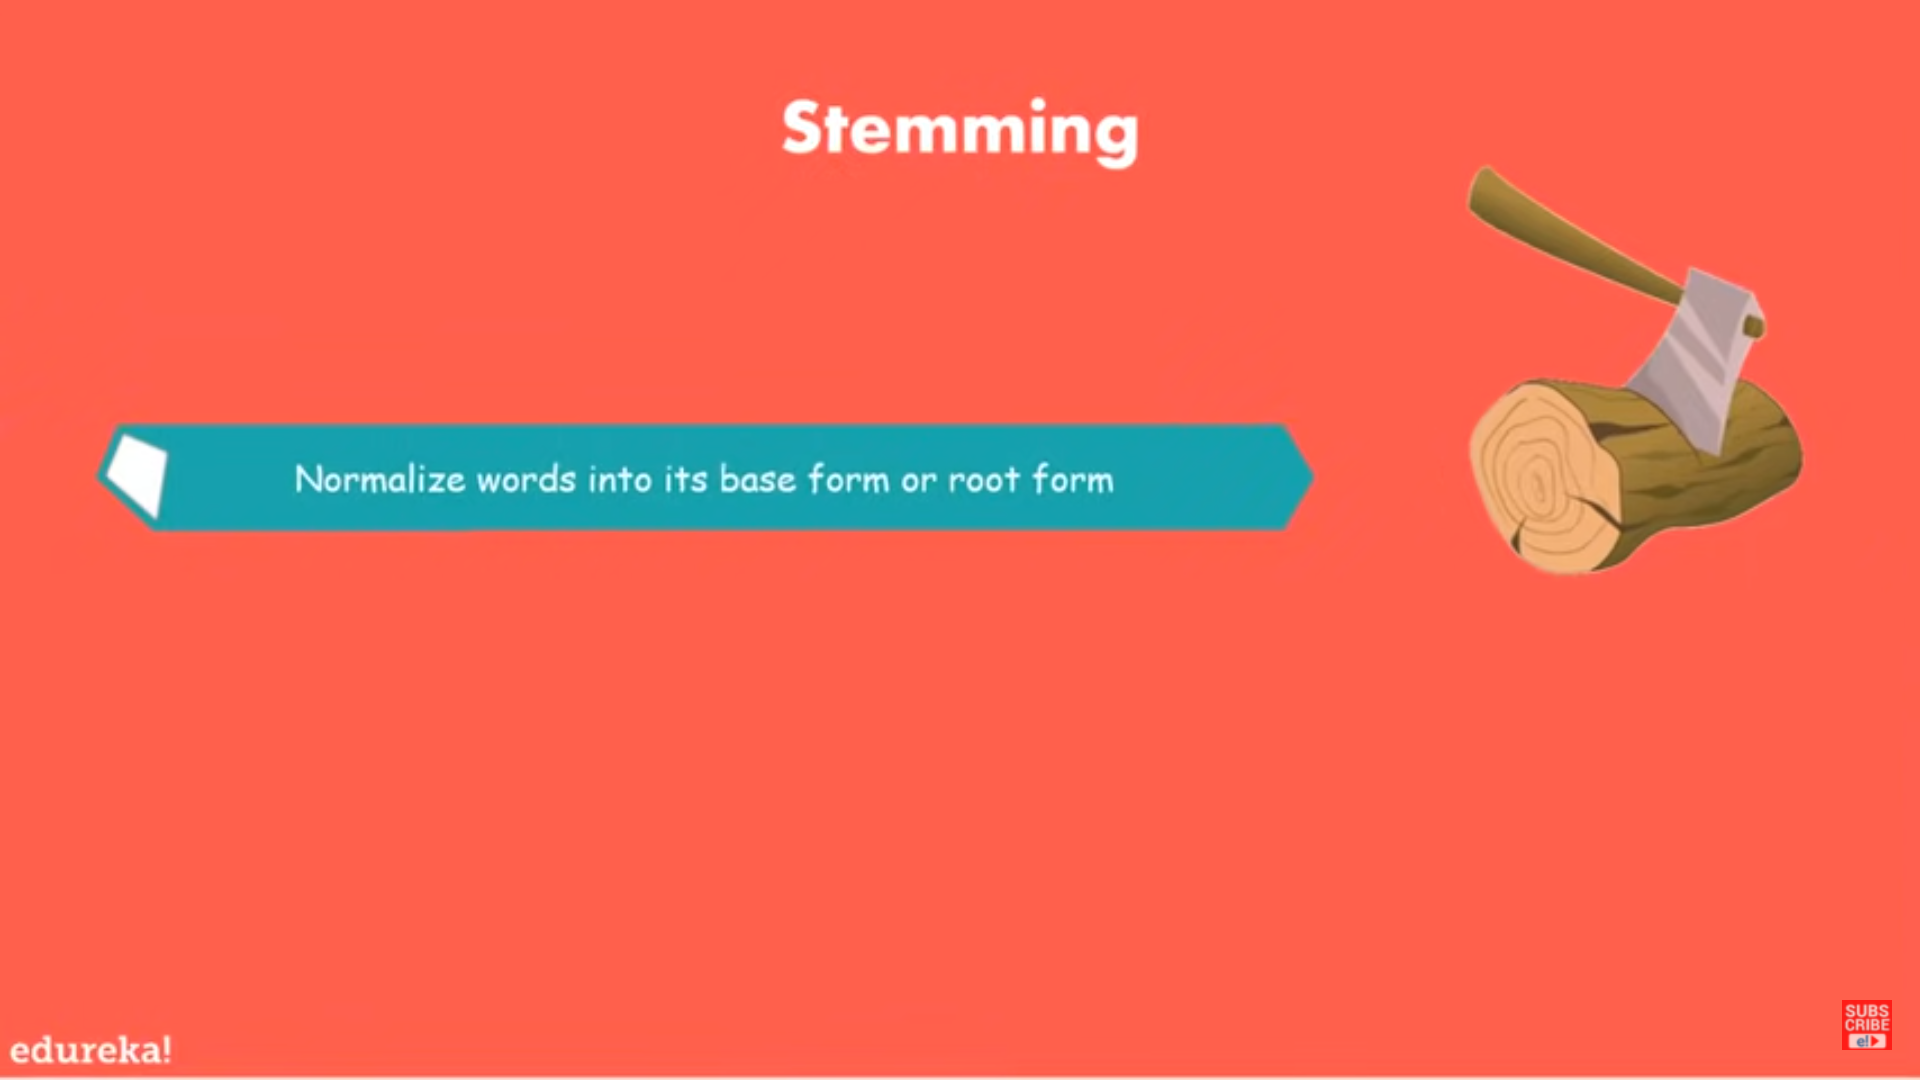 Stemming
Normalize words into its base form or root form
edureka!
SUBS
CRIBE
e!